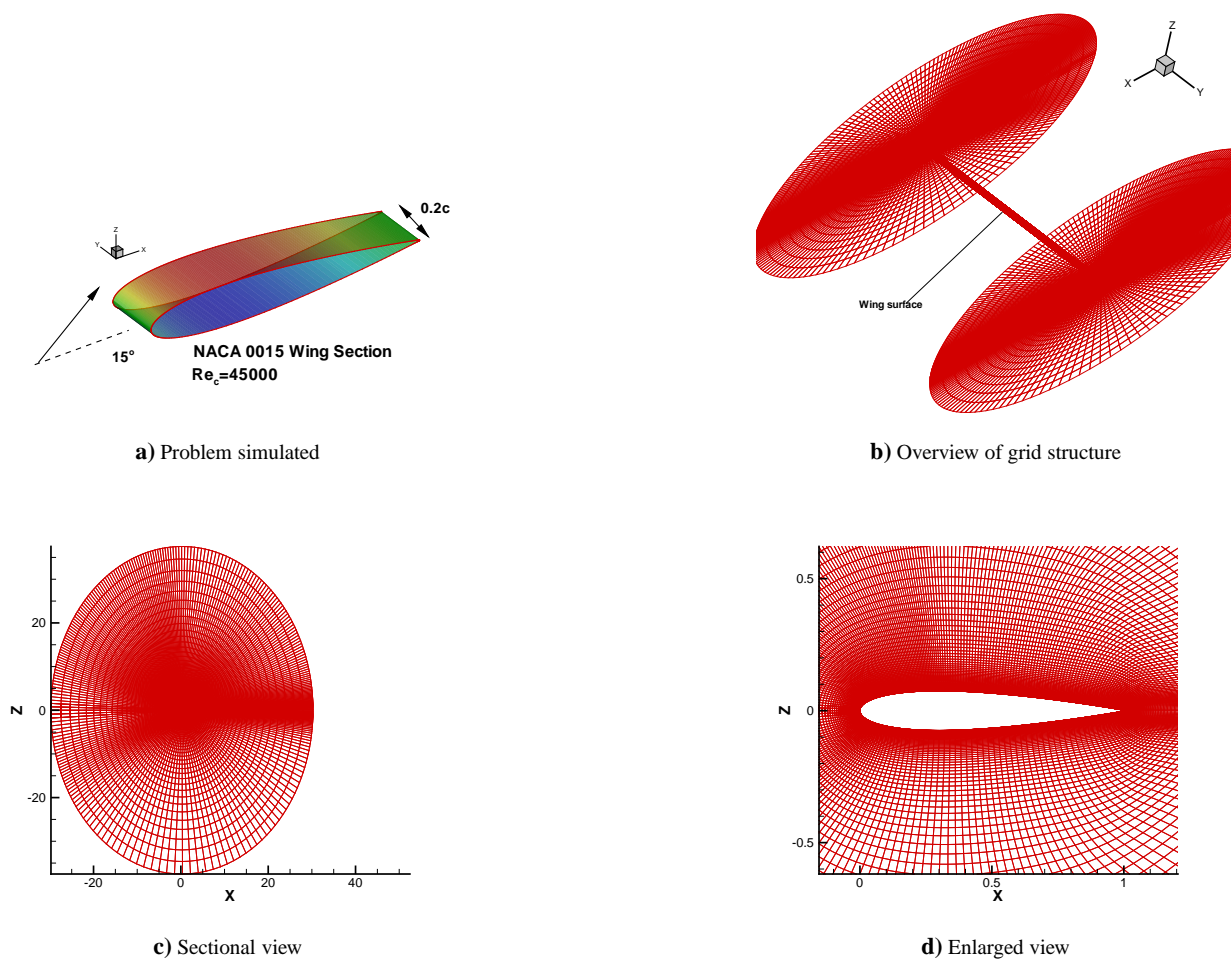 Z
Y
X
0.2c
15°
NACA 0015 Wing Section
Re_c=45000
a) Problem simulated
Z
X
Y
Wing surface
b) Overview of grid structure
Z
20
0
-20
-20
0
20
40
X
c) Sectional view
Z
0.5
0
-0.5
0
0.5
1
X
d) Enlarged view